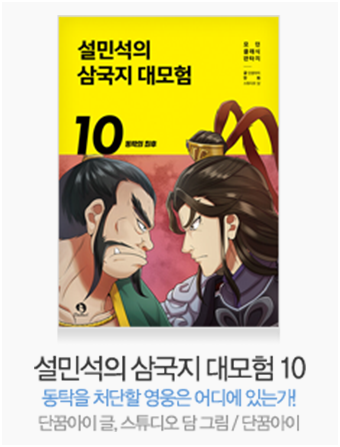 설민석의
삼국지 대모험
10
동탁의 최후
설민석의 삼국지 대모험 10
동탁을 처단할 영웅은 어디에 있는가!
단꿈아이 글, 스튜디오 담 그림 / 단꿈아이